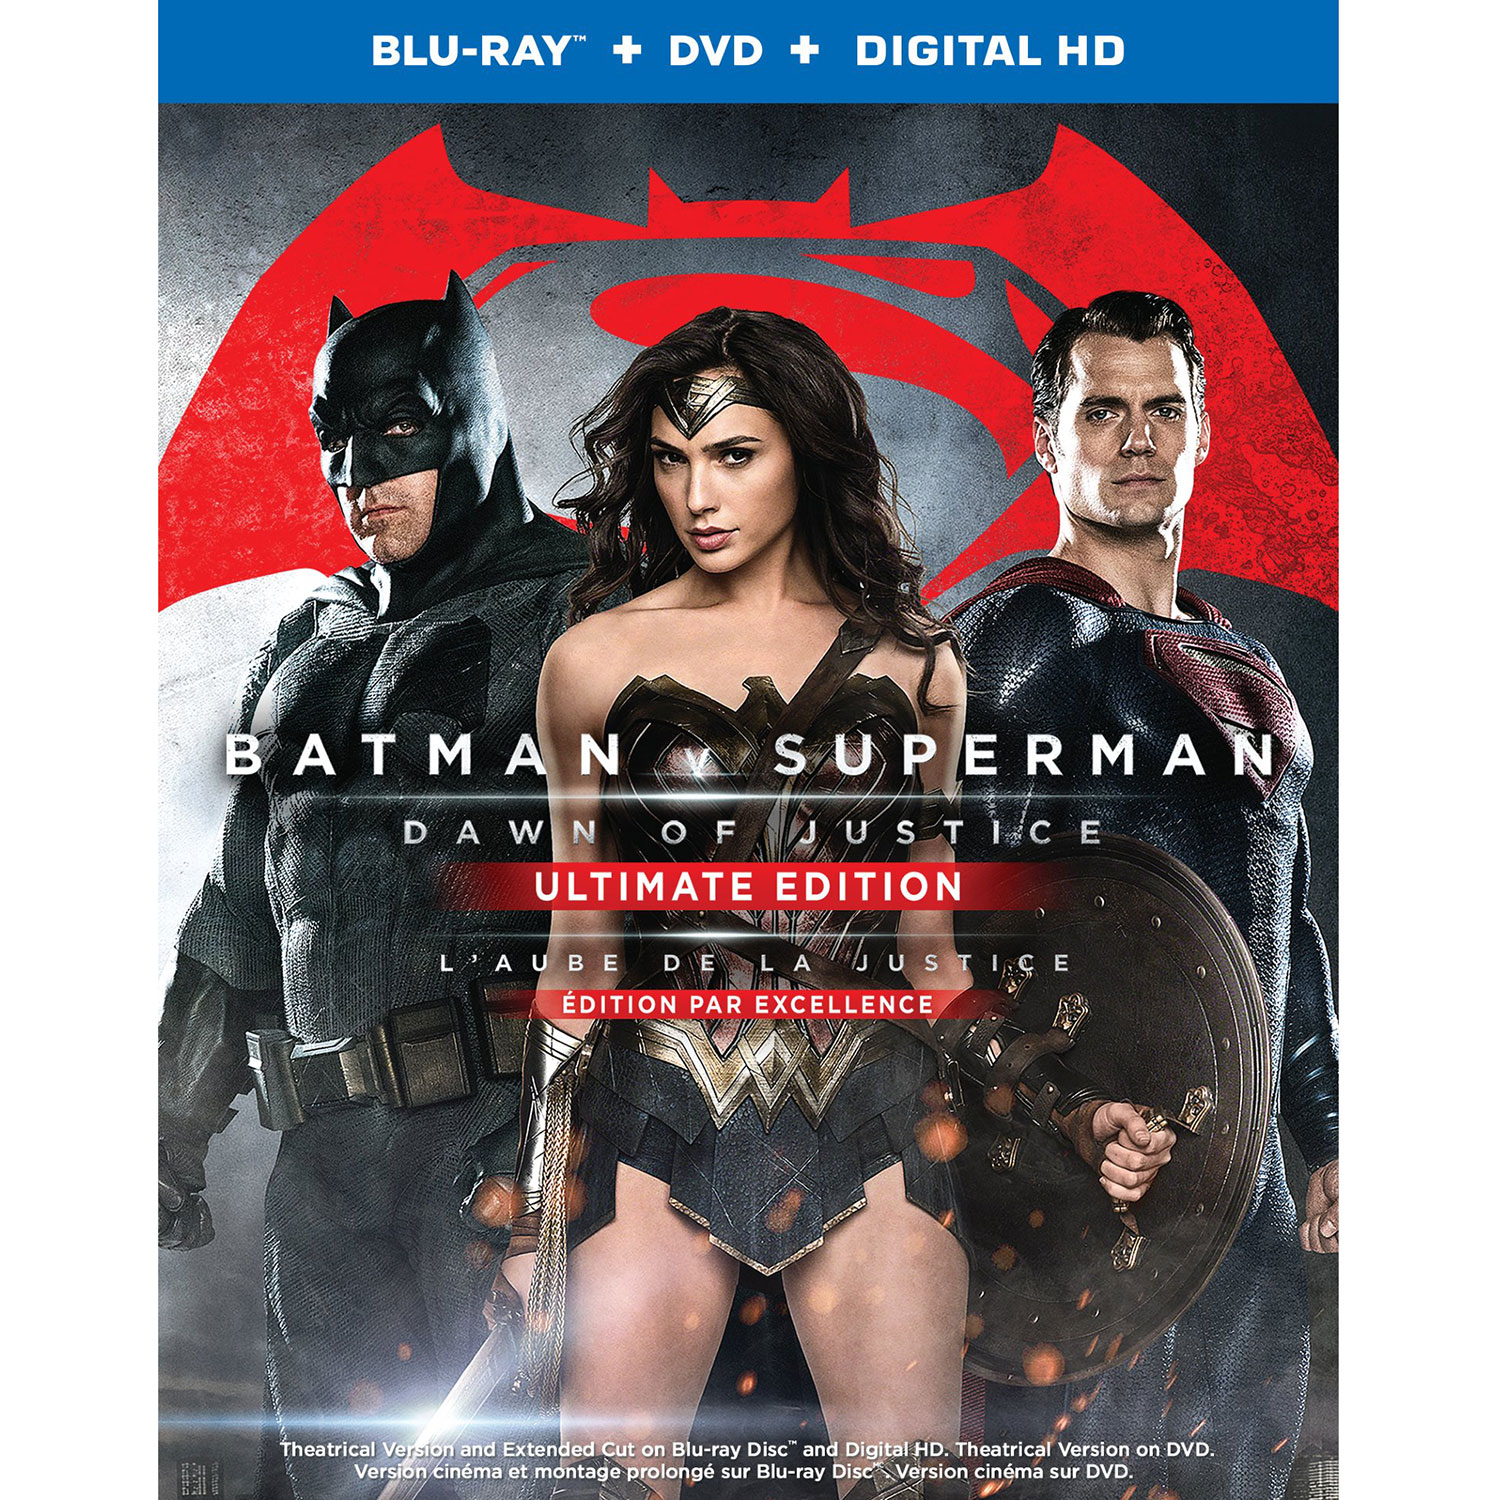 BLU-RAY™ + DVD + DIGITAL HD
BATMAN v SUPERMAN
DAWN OF JUSTICE
ULTIMATE EDITION
L'AUBE DE LA JUSTICE
ÉDITION PAR EXCELLENCE
Theatrical Version and Extended Cut on Blu-ray Disc™ and Digital HD. Theatrical Version on DVD.
Version cinéma et montage prolongé sur Blu-ray Disc™. Version cinéma sur DVD.